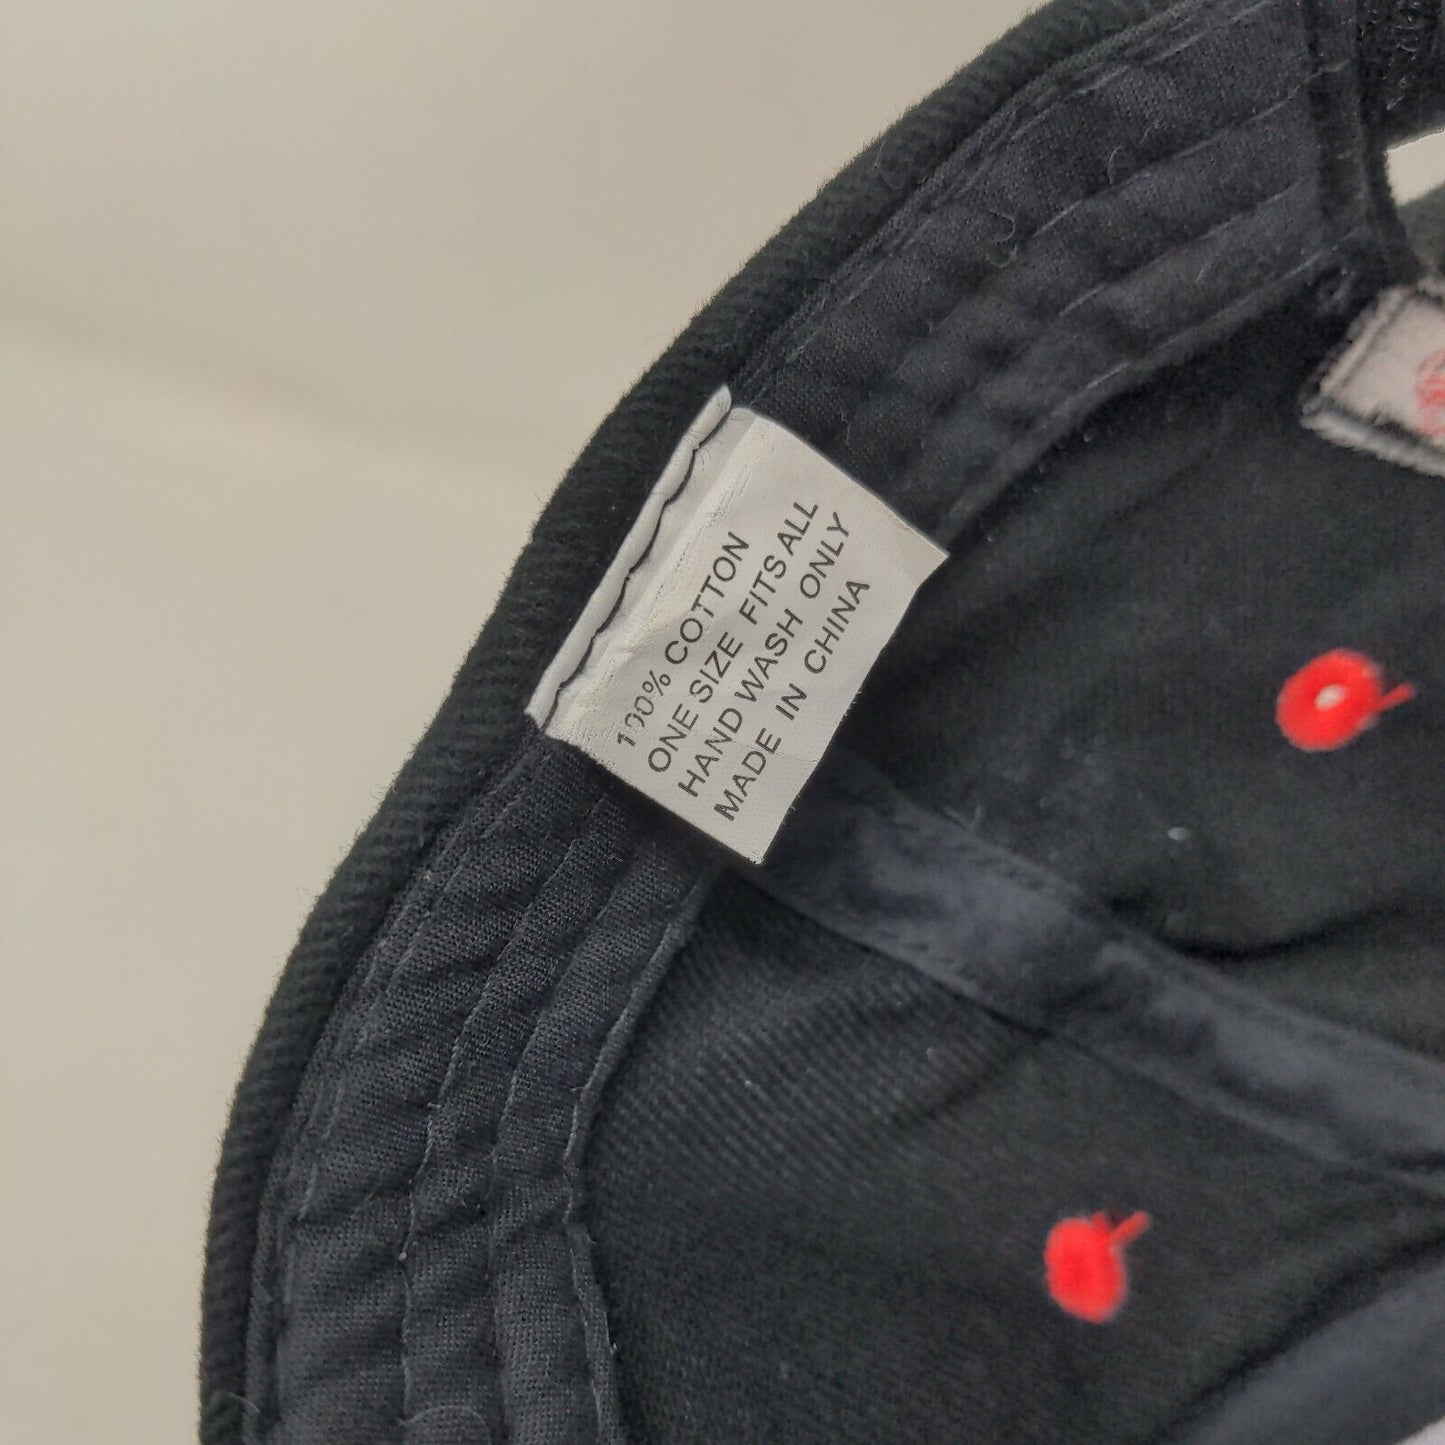 100% COTTON
ONE SIZE FITS ALL
HAND WASH ONLY
MADE IN CHINA